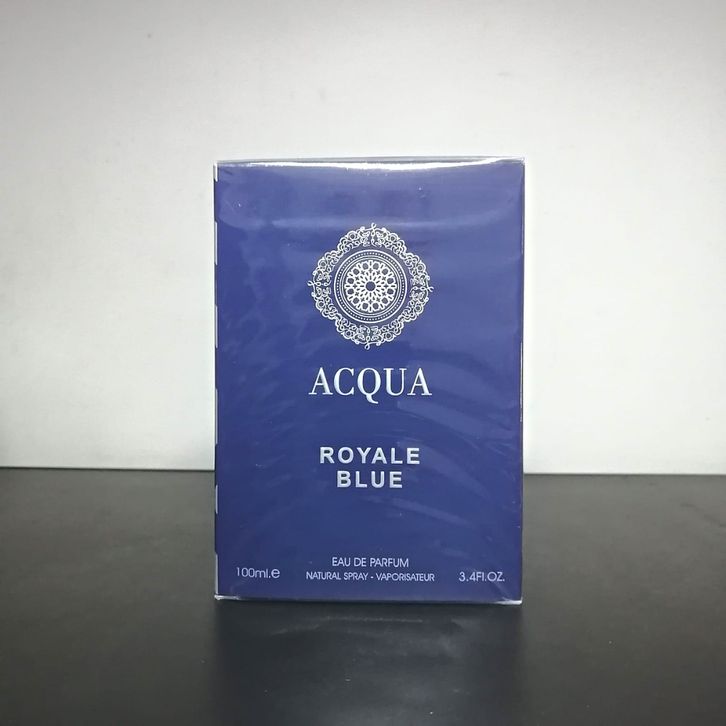 ACQUA
ROYALE
BLUE
EAU DE PARFUM
100ml.e NATURAL SPRAY - VAPORISATEUR 3.4Fl.OZ.